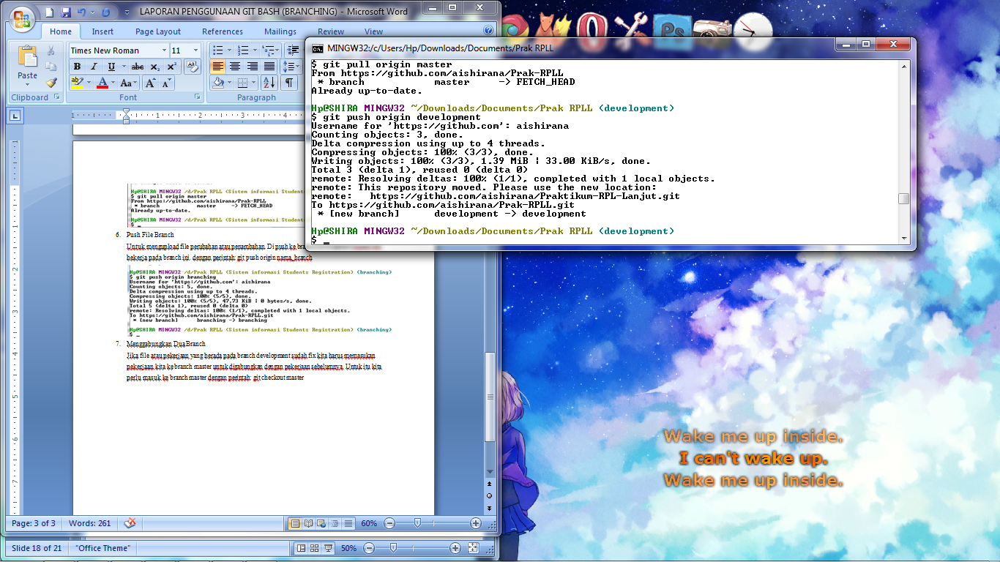 LAPORAN PENGGUNAAN GIT BASH (BRANCHING) - Microsoft Word
Home Insert Page Layout References Mailings Review View
Times New Roman 11
Paste
Clipboard Font Paragraph
$ git pull origin master
From https://github.com/aishirana/Prak-RPLL
* branch master -> FETCH_HEAD
Already up-to-date.
Hp@SHIRA MINGW32 /d/Prak RPLL (Sistem informasi Students
6. Push File Branch
Untuk mengupload file perubahan atau penambahan. Di push ke
bekerja pada branch ini. dengan perintah: git push origin nama_branch
Hp@SHIRA MINGW32 /d/Prak RPLL (Sistem informasi Students Registration) (branching)
$ git push origin branching
Username for 'https://github.com': aishirana
Counting objects: 5, done.
Delta compression using up to 4 threads.
Compressing objects: 100% (5/5), done.
Writing objects: 100% (5/5), 47.73 KiB | 0 bytes/s, done.
Total 5 (delta 1), reused 0 (delta 0)
remote: Resolving deltas: 100% (1/1), completed with 1 local objects.
To https://github.com/aishirana/Prak-RPLL.git
* [new branch] branching -> branching
Hp@SHIRA MINGW32 /d/Prak RPLL (Sistem informasi Students Registration) (branching)
$ _
7. Menggabungkan Dua Branch
Jika file atau pekerjaan yang berada pada branch development sudah fix kita harus memasukan
pekerjaan kita ke branch master untuk digabungkan dengan pekerjaan sebelumnya. Untuk itu kita
perlu masuk ke branch master dengan perintah: git checkout master
Page: 3 of 3 Words: 261 60%
Slide 18 of 21 "Office Theme" 50%
MINGW32:/c/Users/Hp/Downloads/Documents/Prak RPLL
$ git pull origin master
From https://github.com/aishirana/Prak-RPLL
* branch master -> FETCH_HEAD
Already up-to-date.
Hp@SHIRA MINGW32 ~/Downloads/Documents/Prak RPLL (development)
$ git push origin development
Username for 'https://github.com': aishirana
Counting objects: 3, done.
Delta compression using up to 4 threads.
Compressing objects: 100% (3/3), done.
Writing objects: 100% (3/3), 1.39 MiB | 33.00 KiB/s, done.
Total 3 (delta 1), reused 0 (delta 0)
remote: Resolving deltas: 100% (1/1), completed with 1 local objects.
remote: This repository moved. Please use the new location:
remote: https://github.com/aishirana/Praktikum-RPL-Lanjut.git
To https://github.com/aishirana/Prak-RPLL.git
* [new branch] development -> development
Hp@SHIRA MINGW32 ~/Downloads/Documents/Prak RPLL (development)
$ _
Wake me up inside.
I can't wake up.
Wake me up inside.